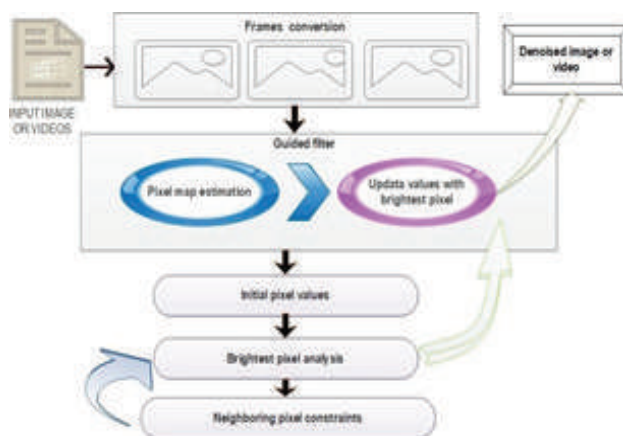 Frames conversion
INPUT IMAGE
OR VIDEOS
Denoised image or
video
Guided filter
Pixel map estimation
Updata values with
brightest pixel
Initial pixel values
Brightest pixel analysis
Neighboring pixel constraints